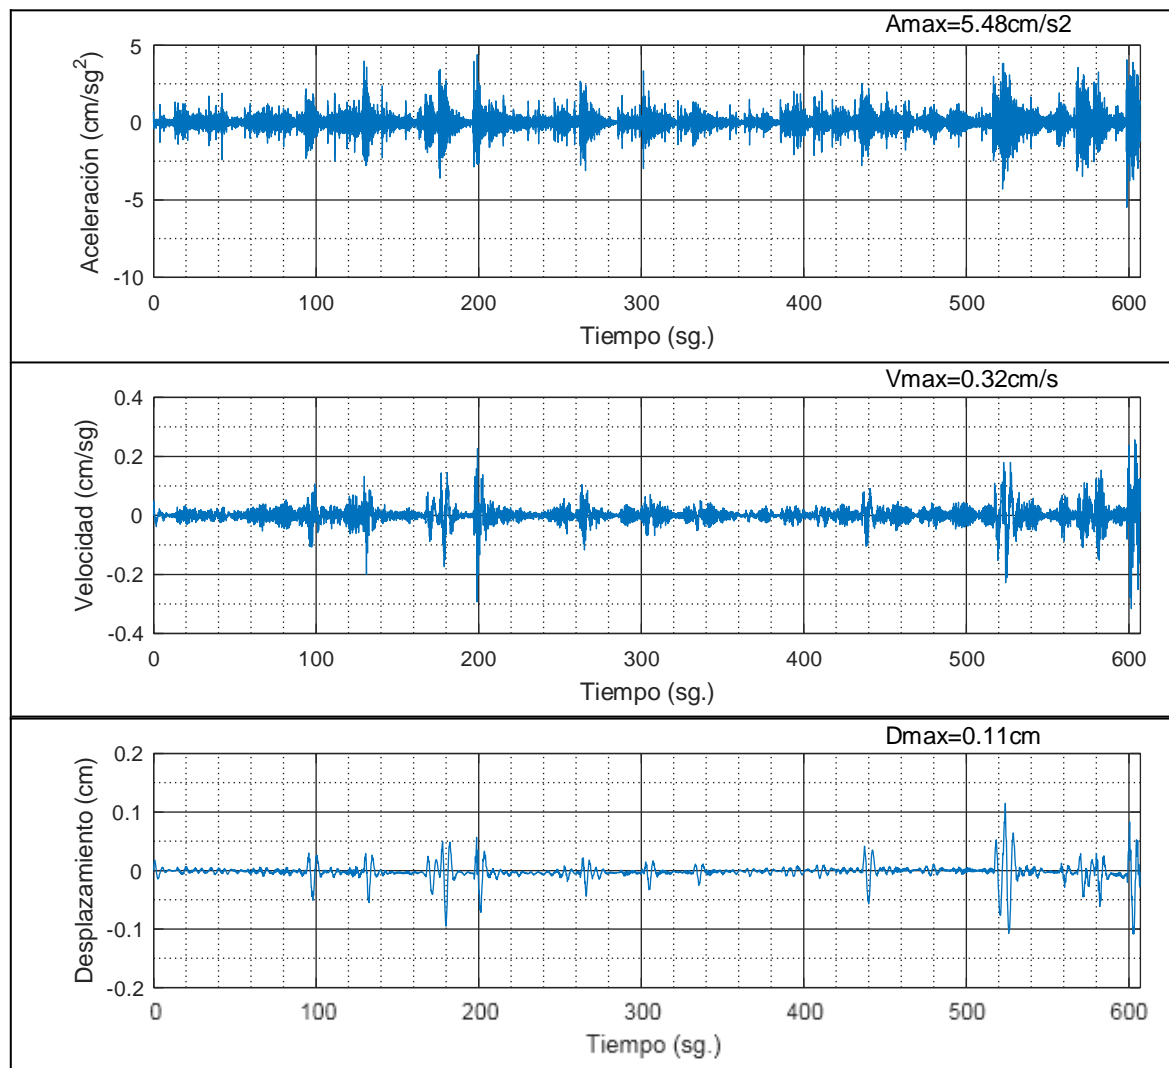 Amax=5.48cm/s2
Aceleración (cm/sg²)
5
0
-5
-10
0 100 200 300 400 500 600
Tiempo (sg.)
Vmax=0.32cm/s
Velocidad (cm/sg)
0.4
0.2
0
-0.2
-0.4
0 100 200 300 400 500 600
Tiempo (sg.)
Dmax=0.11cm
Desplazamiento (cm)
0.2
0.1
0
-0.1
-0.2
0 100 200 300 400 500 600
Tiempo (sg.)